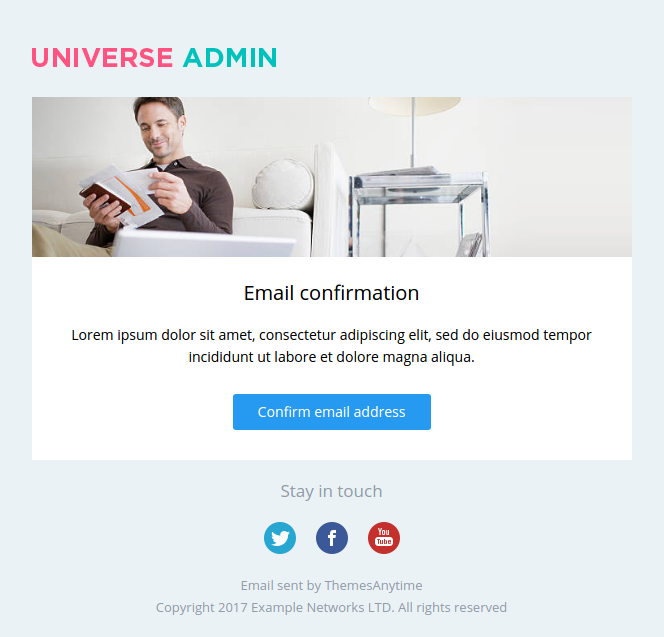 UNIVERSE ADMIN
Email confirmation
Lorem ipsum dolor sit amet, consectetur adipiscing elit, sed do eiusmod tempor
incididunt ut labore et dolore magna aliqua.
Confirm email address
Stay in touch
You
Tube
Email sent by ThemesAnytime
Copyright 2017 Example Networks LTD. All rights reserved